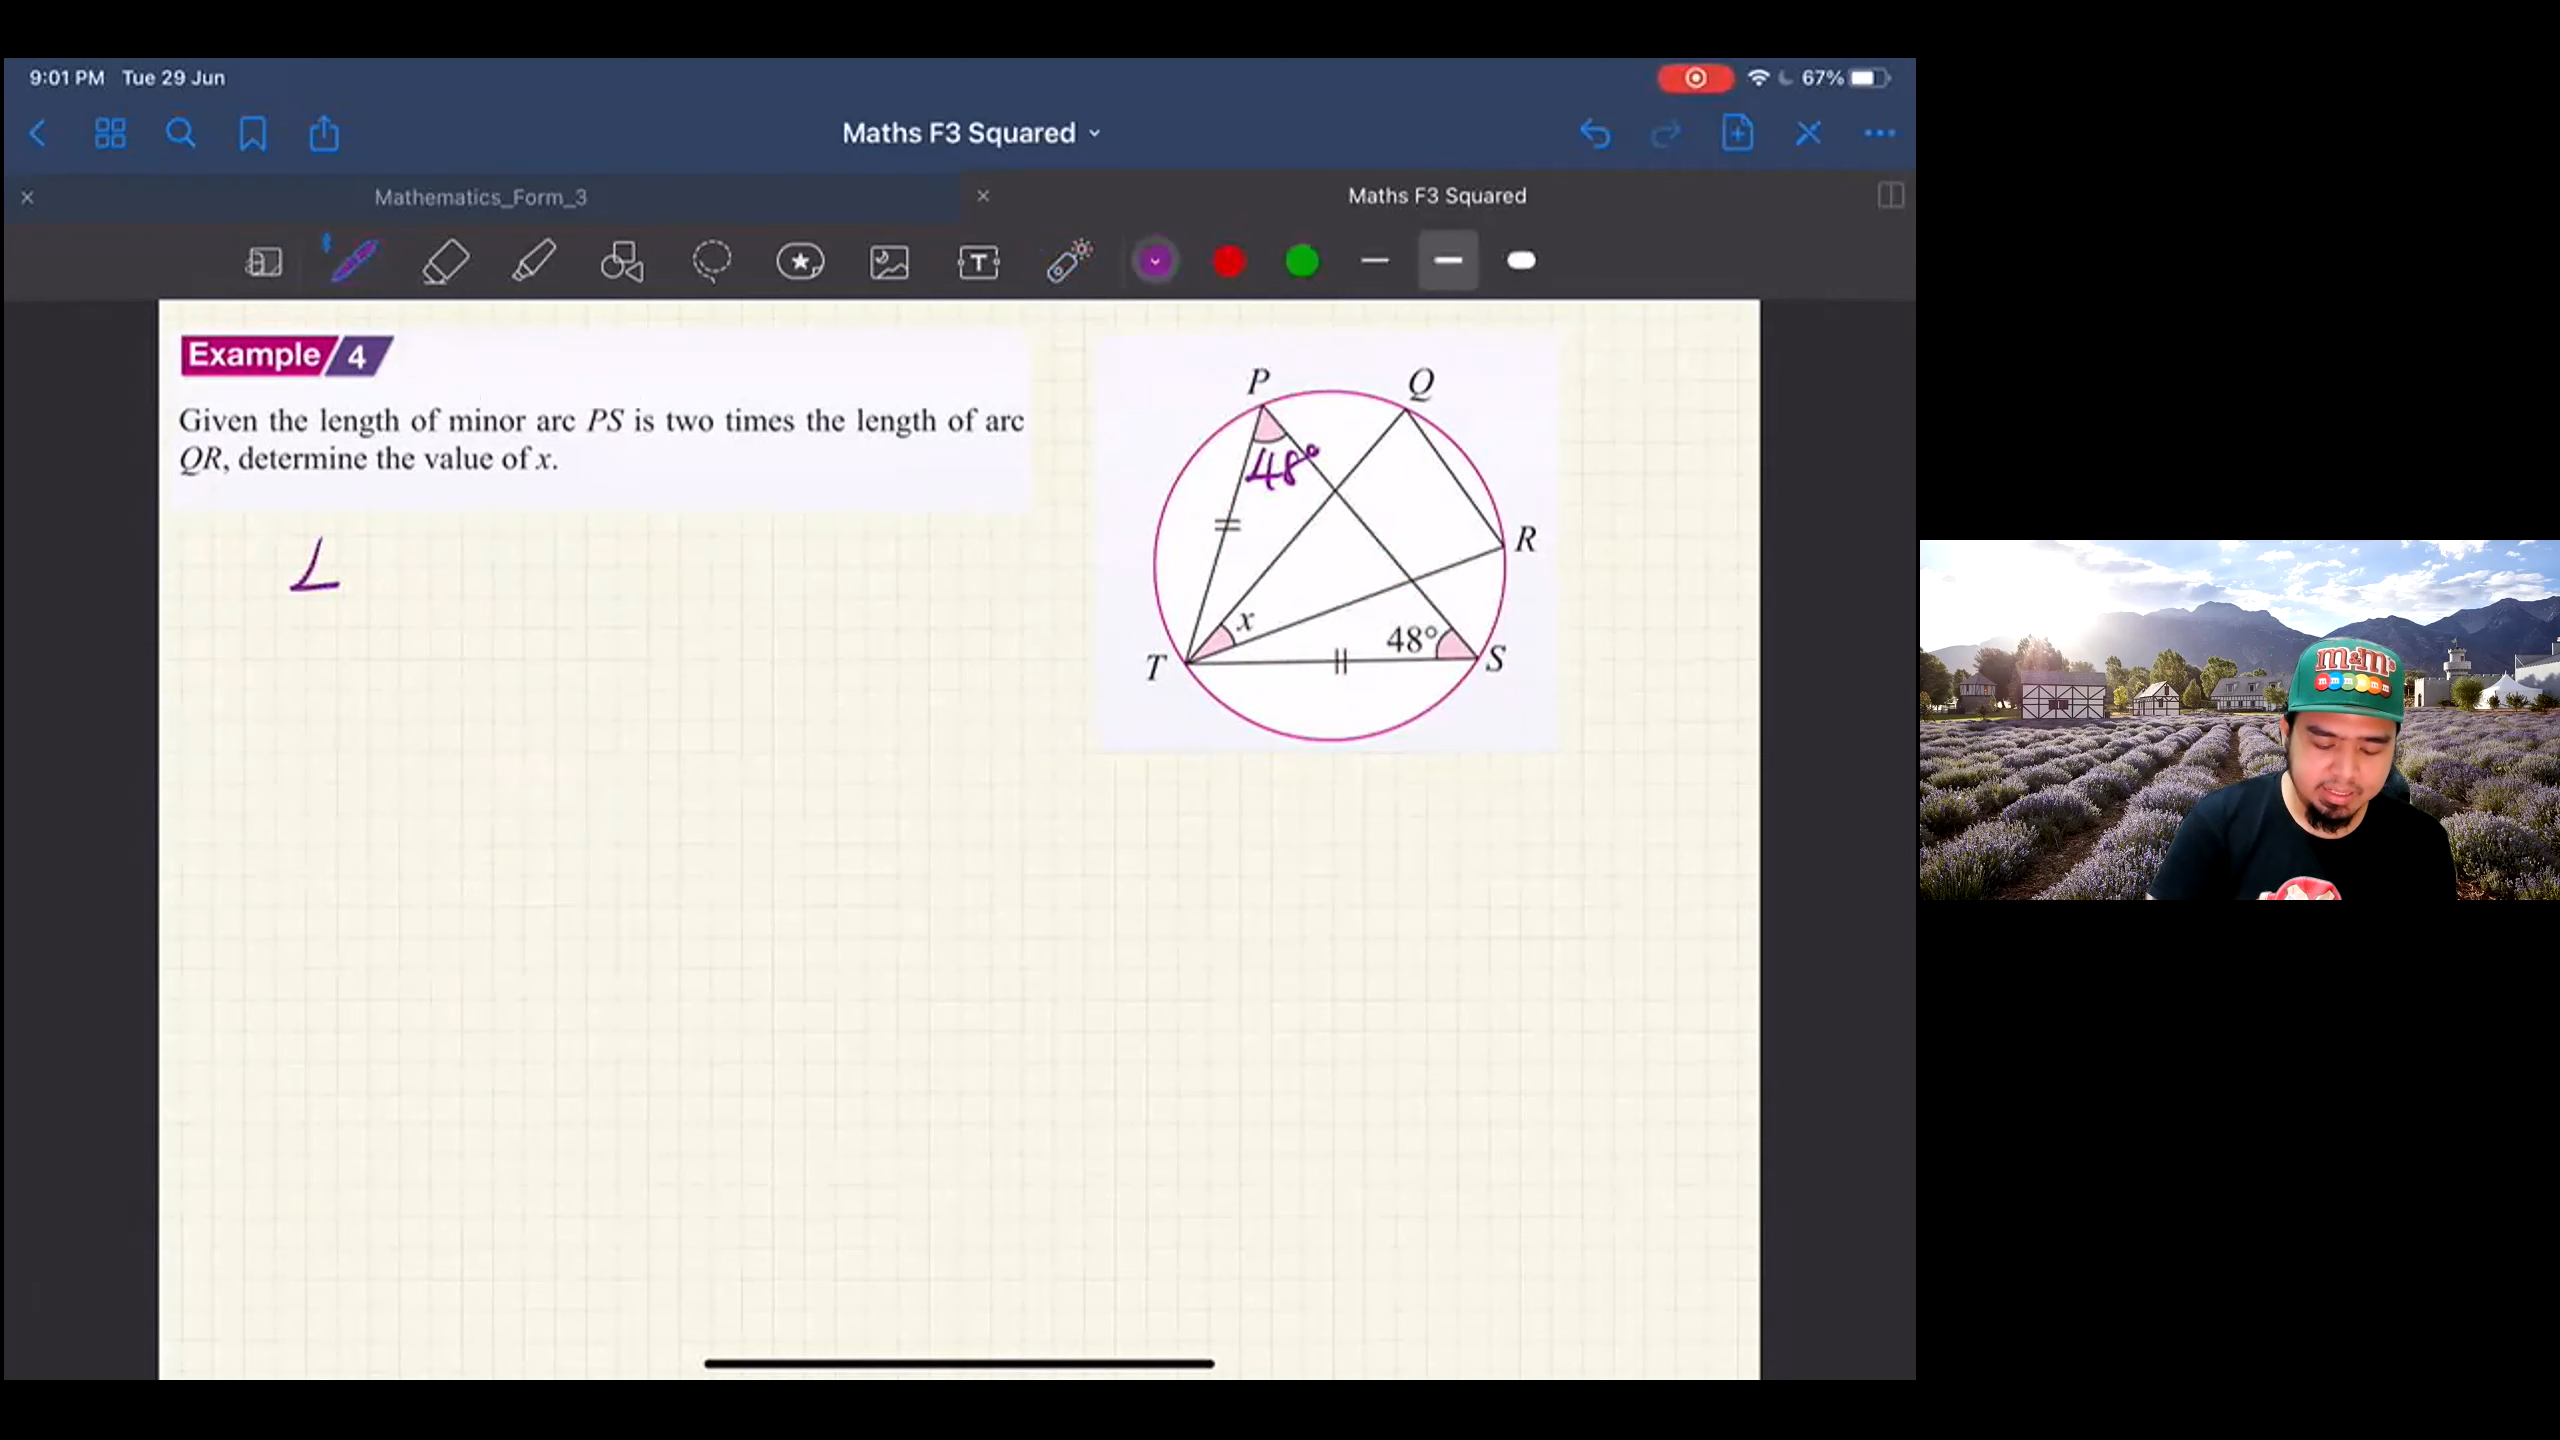 9:01 PM Tue 29 Jun
67%
Maths F3 Squared
Mathematics_Form_3
Maths F3 Squared
T
Example 4
Given the length of minor arc PS is two times the length of arc
QR, determine the value of x.
∠
P
Q
48°
R
x
48°
T
S
m&m's
mmmmm